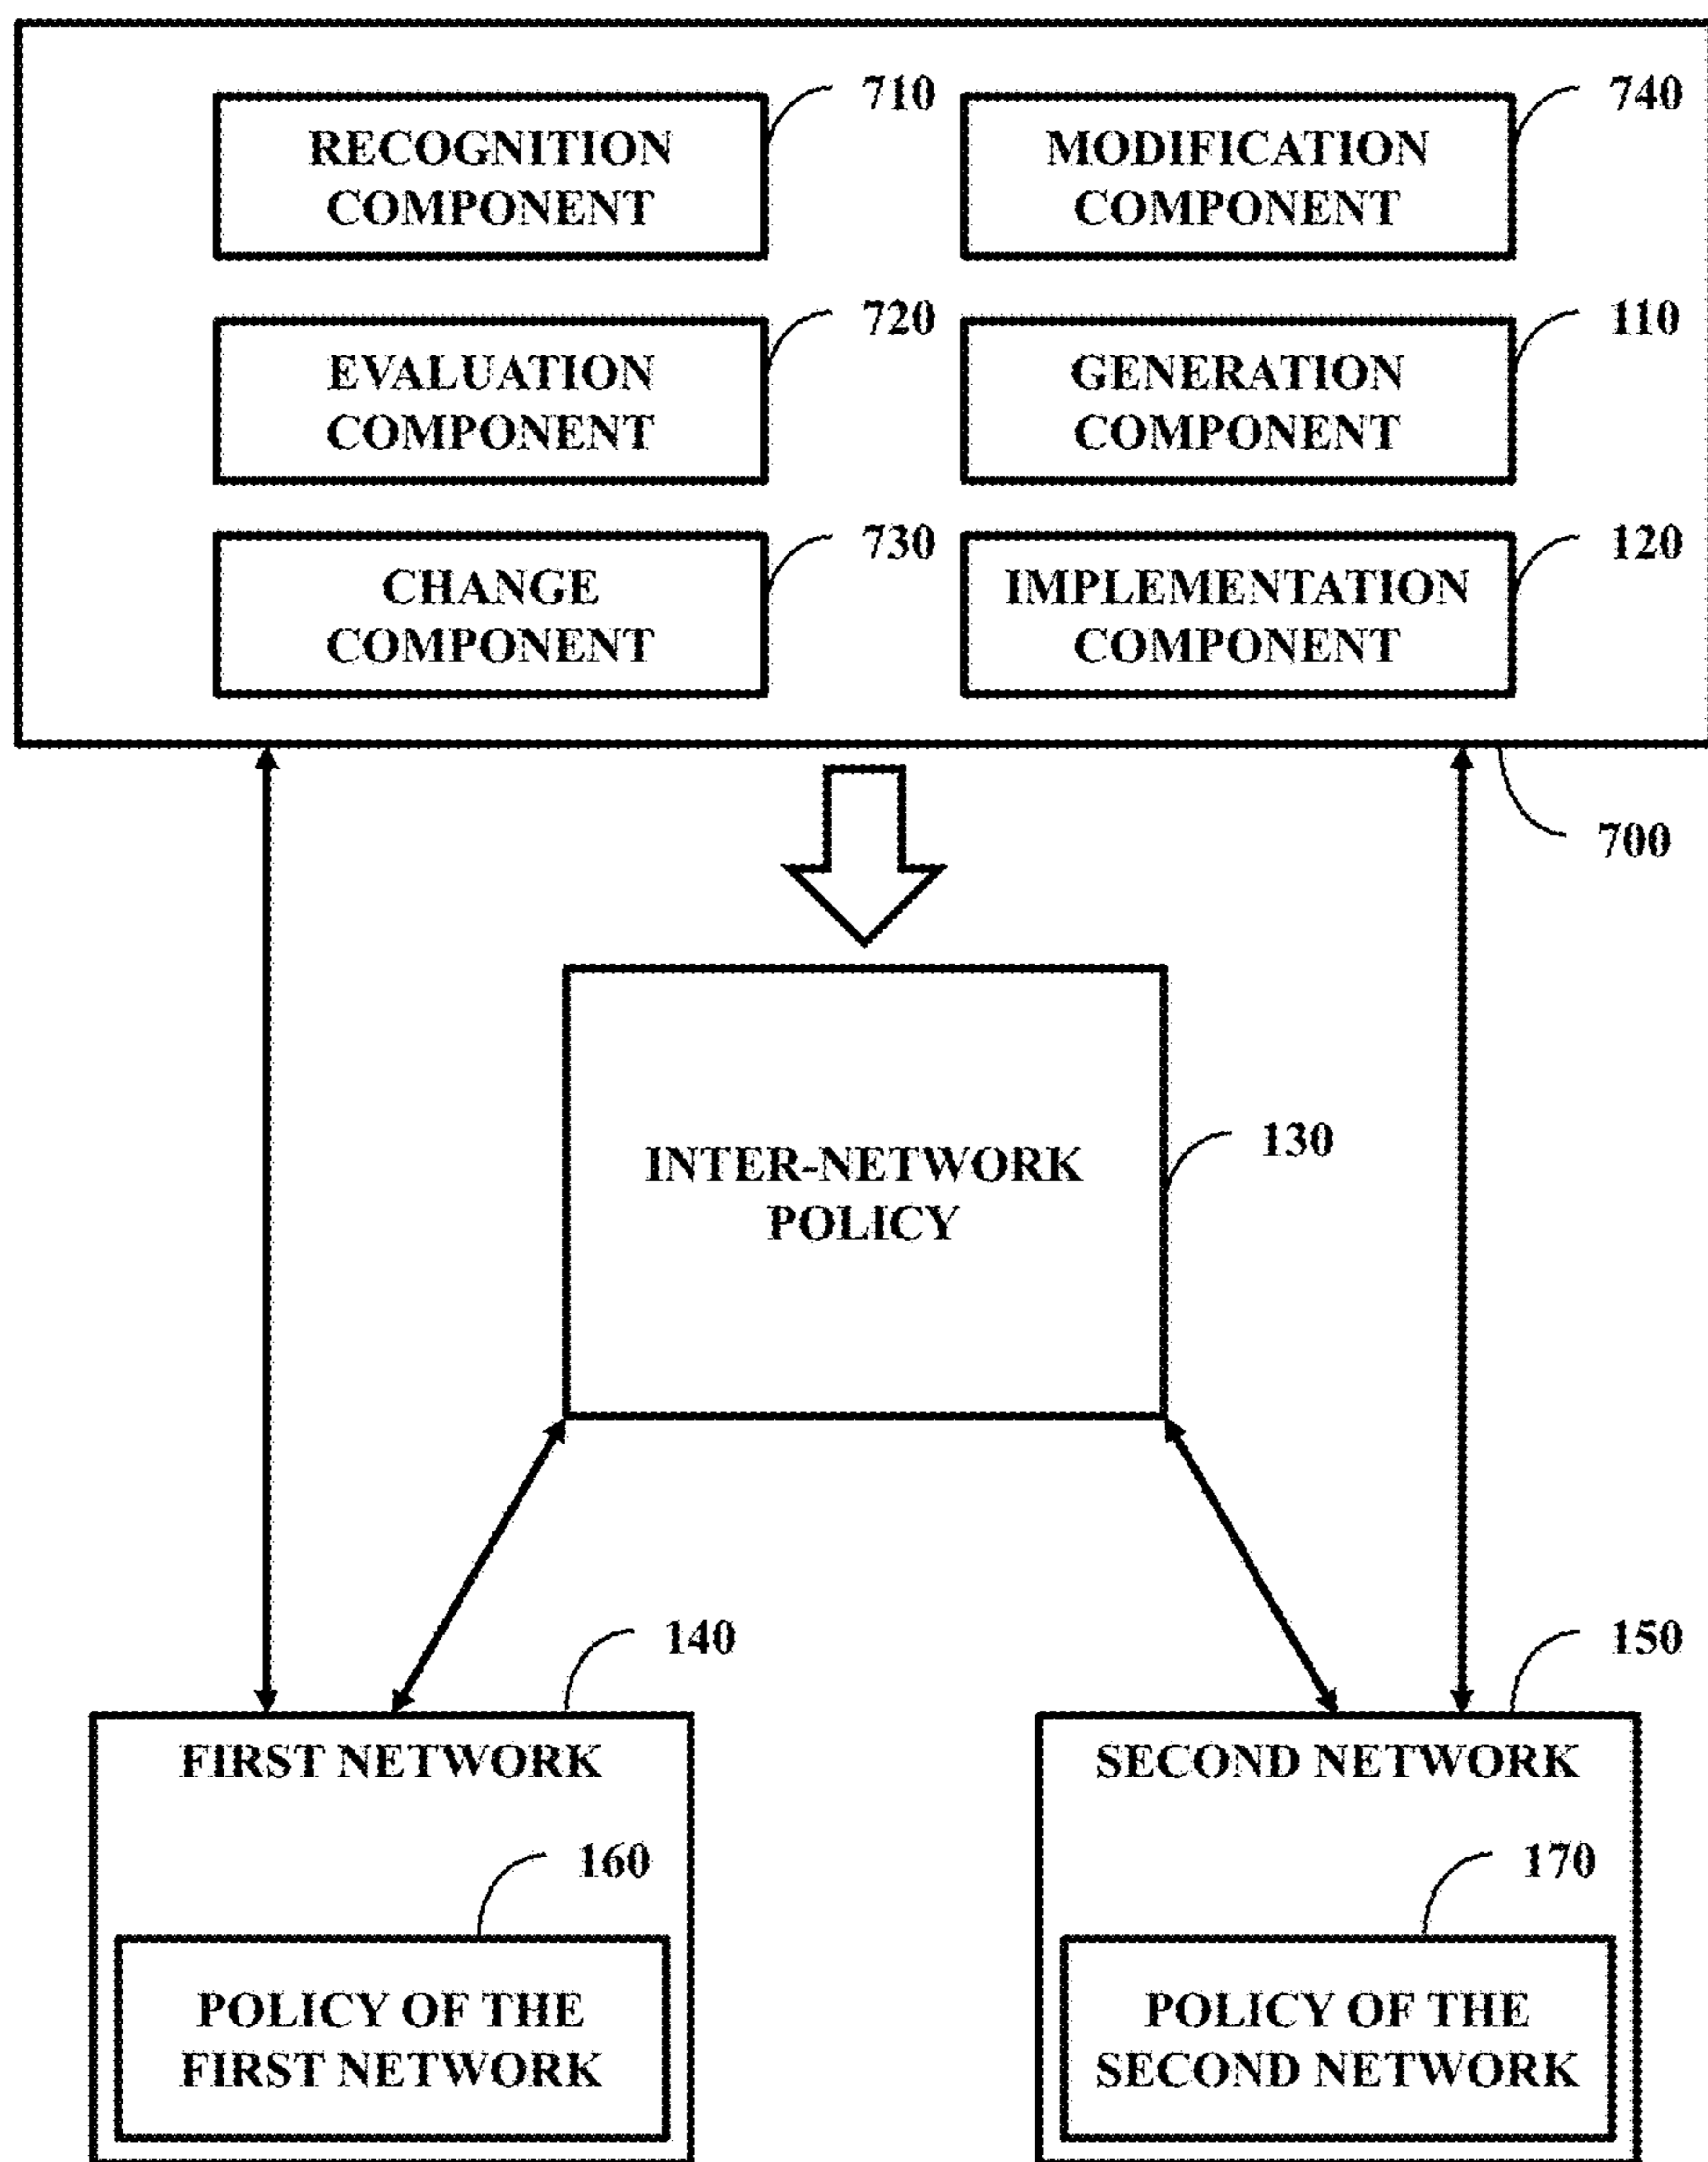 710
RECOGNITION
COMPONENT
740
MODIFICATION
COMPONENT
720
EVALUATION
COMPONENT
110
GENERATION
COMPONENT
730
CHANGE
COMPONENT
120
IMPLEMENTATION
COMPONENT
700
INTER-NETWORK
POLICY
130
140
FIRST NETWORK
160
POLICY OF THE
FIRST NETWORK
150
SECOND NETWORK
170
POLICY OF THE
SECOND NETWORK